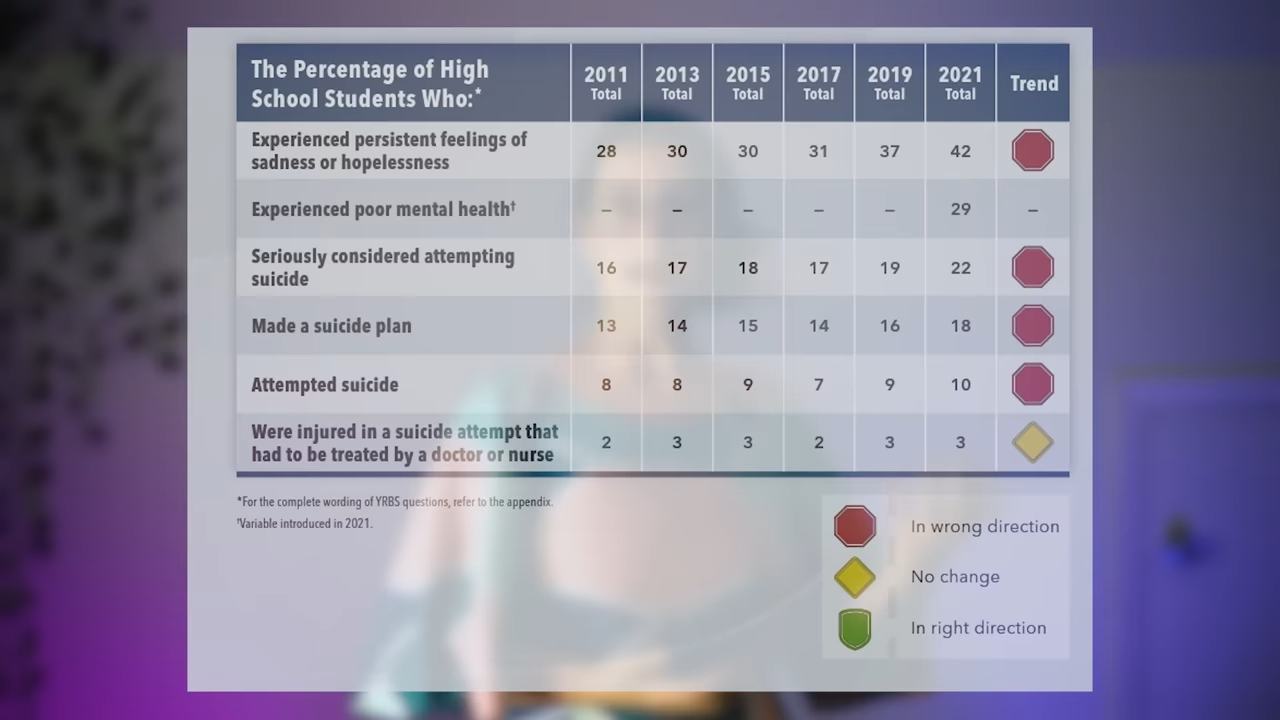 The Percentage of High
School Students Who:*
2011 2013 2015 2017 2019 2021 Trend
Total Total Total Total Total Total
Experienced persistent feelings of
sadness or hopelessness
28 30 30 31 37 42
Experienced poor mental health†
– – – – – 29 –
Seriously considered attempting
suicide
16 17 18 17 19 22
Made a suicide plan
13 14 15 14 16 18
Attempted suicide
8 8 9 7 9 10
Were injured in a suicide attempt that
had to be treated by a doctor or nurse
2 3 3 2 3 3
*For the complete wording of YRBS questions, refer to the appendix.
†Variable introduced in 2021.
In wrong direction
No change
In right direction